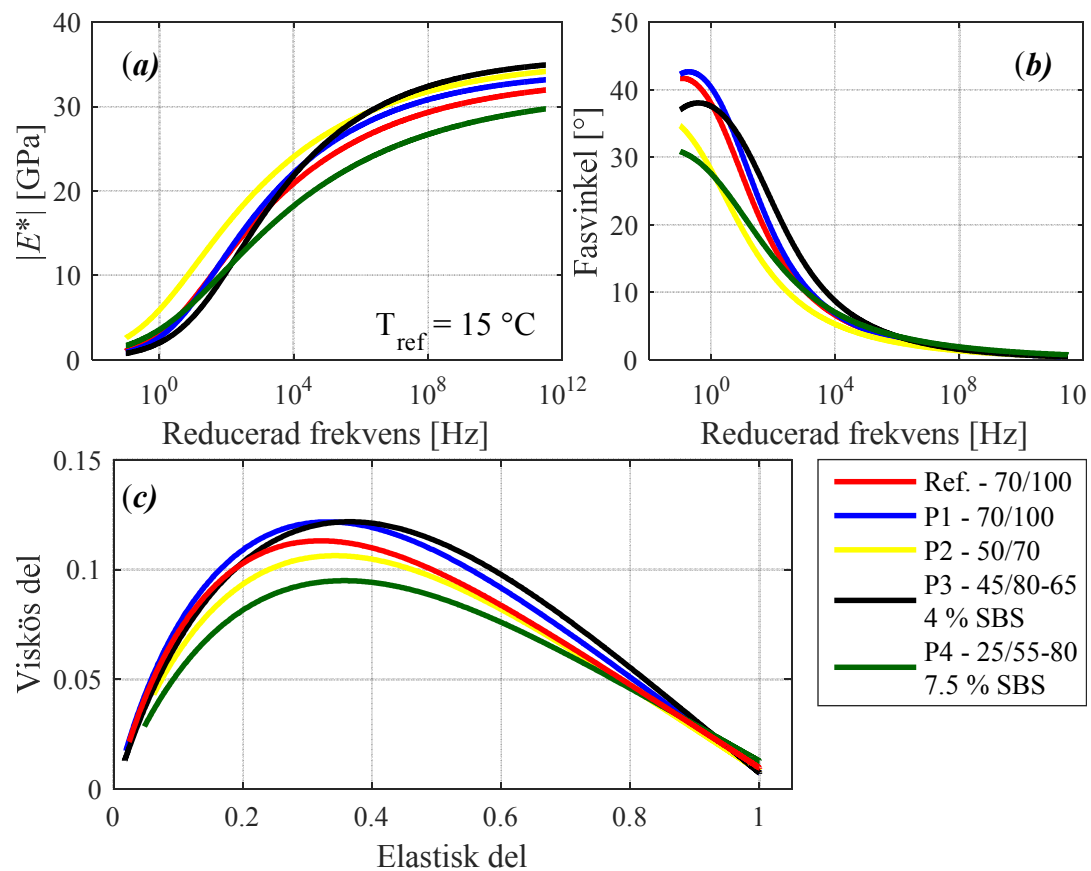 (a)
40
30
20
10
0
|E*| [GPa]
T_ref = 15 °C
10^0 10^4 10^8 10^12
Reducerad frekvens [Hz]
(b)
50
40
30
20
10
0
Fasvinkel [°]
10^0 10^4 10^8 10
Reducerad frekvens [Hz]
(c)
0.15
0.1
0.05
0
Viskös del
0 0.2 0.4 0.6 0.8 1
Elastisk del
Ref. - 70/100
P1 - 70/100
P2 - 50/70
P3 - 45/80-65
4 % SBS
P4 - 25/55-80
7.5 % SBS